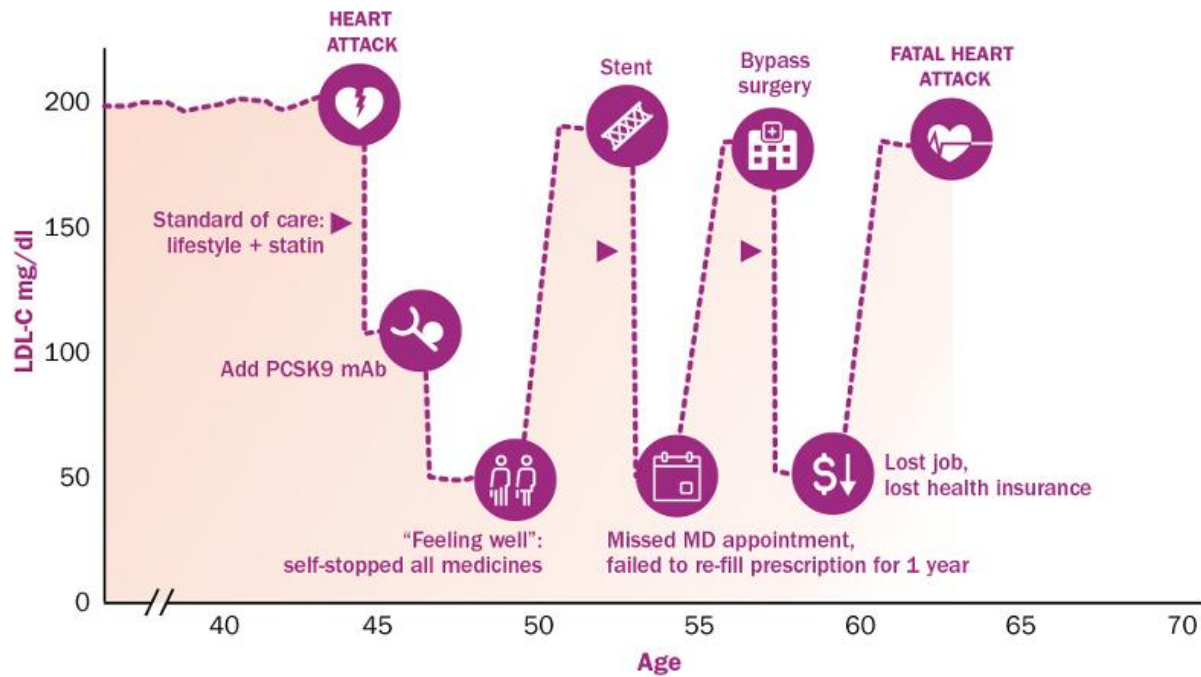 HEART
ATTACK
Stent
Bypass
surgery
FATAL HEART
ATTACK
200
150
100
50
0
LDL-C mg/dl
Standard of care:
lifestyle + statin
Add PCSK9 mAb
“Feeling well”:
self-stopped all medicines
Missed MD appointment,
failed to re-fill prescription for 1 year
$
Lost job,
lost health insurance
40 45 50 55 60 65 70
Age